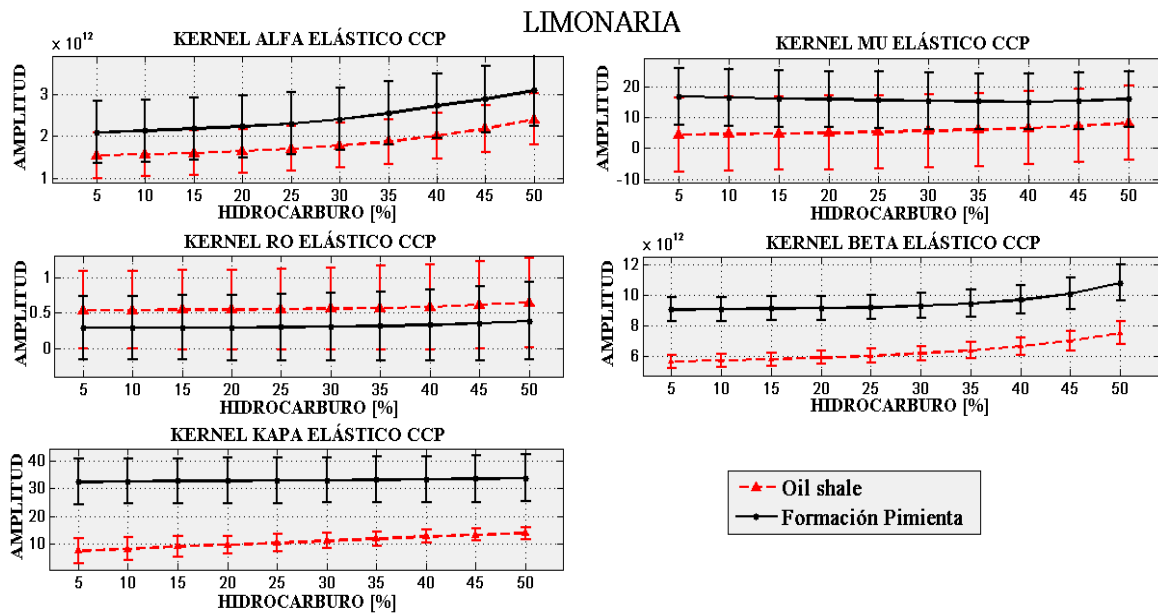 LIMONARIA
KERNEL ALFA ELÁSTICO CCP
x 10¹²
AMPLITUD
3
2
1
5 10 15 20 25 30 35 40 45 50
HIDROCARBURO [%]
KERNEL MU ELÁSTICO CCP
AMPLITUD
20
10
0
-10
5 10 15 20 25 30 35 40 45 50
HIDROCARBURO [%]
KERNEL RO ELÁSTICO CCP
AMPLITUD
1
0.5
0
5 10 15 20 25 30 35 40 45 50
HIDROCARBURO [%]
KERNEL BETA ELÁSTICO CCP
x 10¹²
AMPLITUD
12
10
8
6
5 10 15 20 25 30 35 40 45 50
HIDROCARBURO [%]
KERNEL KAPA ELÁSTICO CCP
AMPLITUD
40
30
20
10
5 10 15 20 25 30 35 40 45 50
HIDROCARBURO [%]
Oil shale
Formación Pimienta